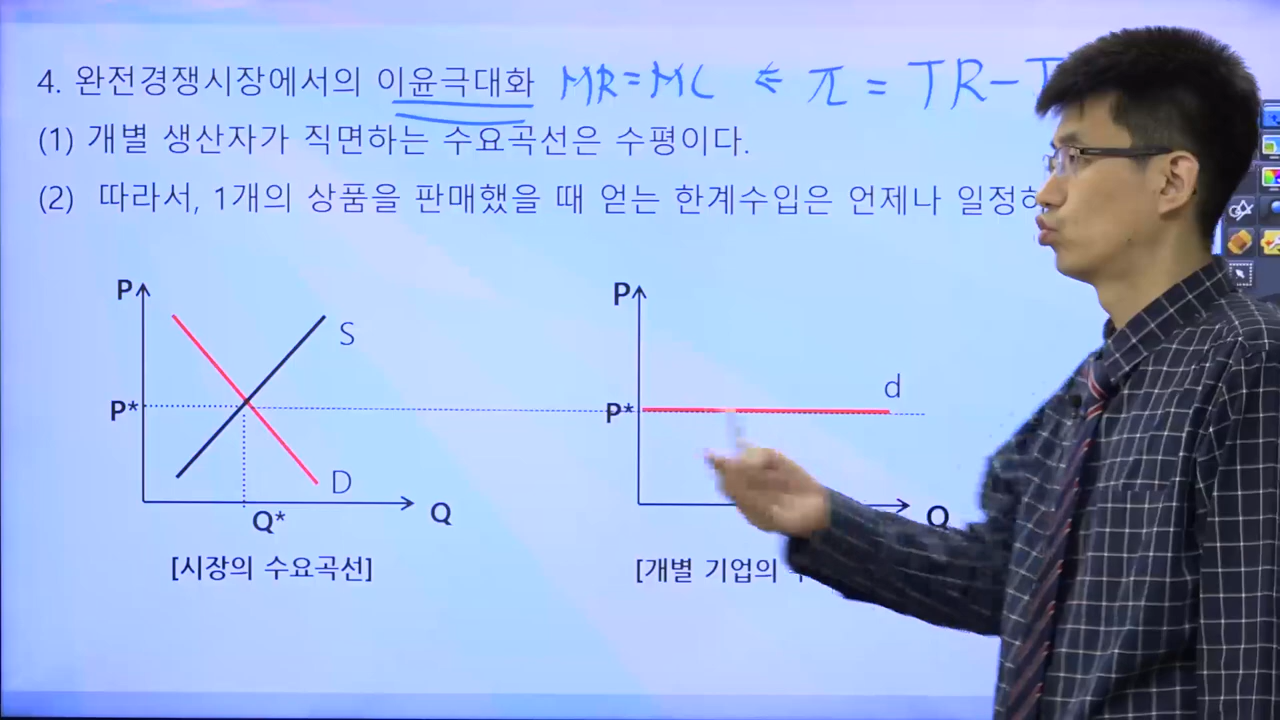 4. 완전경쟁시장에서의 이윤극대화 MR=MC ⇐ π = TR-
(1) 개별 생산자가 직면하는 수요곡선은 수평이다.
(2) 따라서, 1개의 상품을 판매했을 때 얻는 한계수입은 언제나
P
S
P*
D
Q*
Q
[시장의 수요곡선]
P
d
P*
Q
[개별 기업의